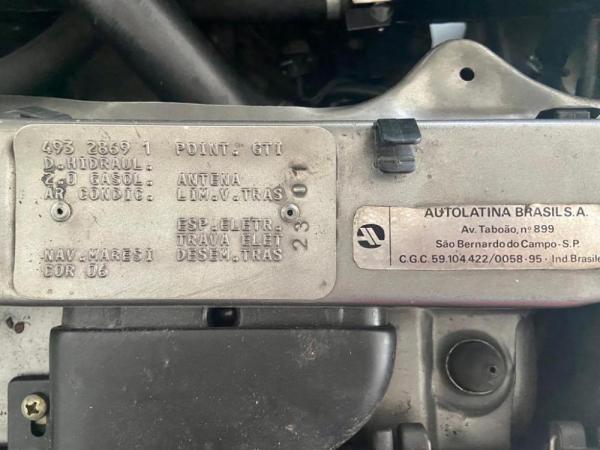 493 2869 1 POINT. GTI
D.HIDRAUL.
2.0 GASOL. ANTENA
AR CONDIC. LIM.V.TRAS
ESP.ELETR.
TRAVA ELET
NAV.MARESI DESEM.TRAS
COR 06
23 01
AUTOLATINA BRASIL S.A.
Av. Taboão, nº 899
São Bernardo do Campo - S.P.
C.G.C. 59.104.422/0058-95 - Ind. Brasile